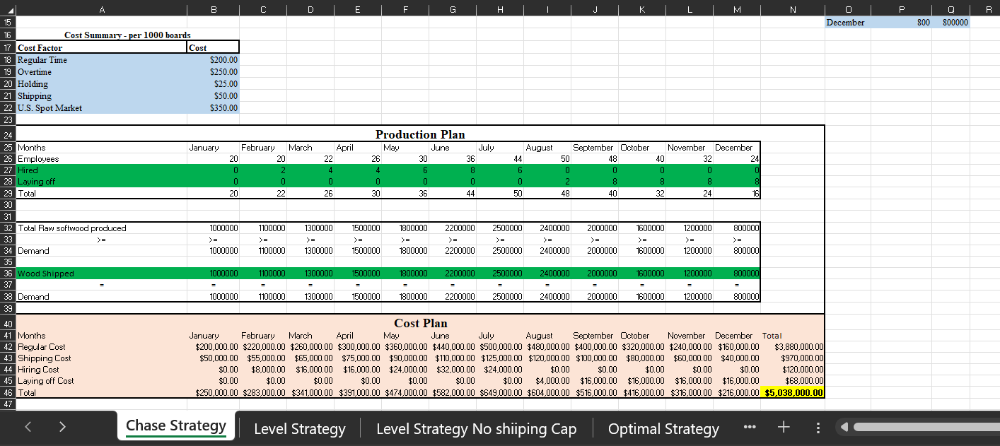 A B C D E F G H I J K L M N O P Q R
15 December 800 800000
16 Cost Summary - per 1000 boards
17 Cost Factor Cost
18 Regular Time $200.00
19 Overtime $250.00
20 Holding $25.00
21 Shipping $50.00
22 U.S. Spot Market $350.00
23
24 Production Plan
25 Months January February March April May June July August September October November December
26 Employees 20 20 22 26 30 36 44 50 48 40 32 24
27 Hired 0 2 4 4 6 8 6 0 0 0 0 0
28 Laying off 0 0 0 0 0 0 0 2 8 8 8 8
29 Total 20 22 26 30 36 44 50 48 40 32 24 16
30
31
32 Total Raw softwood produced 1000000 1100000 1300000 1500000 1800000 2200000 2500000 2400000 2000000 1600000 1200000 800000
33 >= >= >= >= >= >= >= >= >= >= >= >= >=
34 Demand 1000000 1100000 1300000 1500000 1800000 2200000 2500000 2400000 2000000 1600000 1200000 800000
35
36 Wood Shipped 1000000 1100000 1300000 1500000 1800000 2200000 2500000 2400000 2000000 1600000 1200000 800000
37 = = = = = = = = = = = = =
38 Demand 1000000 1100000 1300000 1500000 1800000 2200000 2500000 2400000 2000000 1600000 1200000 800000
39
40 Cost Plan
41 Months January February March April May June July August September October November December Total
42 Regular Cost $200,000.00 $220,000.00 $260,000.00 $300,000.00 $360,000.00 $440,000.00 $500,000.00 $480,000.00 $400,000.00 $320,000.00 $240,000.00 $160,000.00 $3,880,000.00
43 Shipping Cost $50,000.00 $55,000.00 $65,000.00 $75,000.00 $90,000.00 $110,000.00 $125,000.00 $120,000.00 $100,000.00 $80,000.00 $60,000.00 $40,000.00 $970,000.00
44 Hiring Cost $0.00 $8,000.00 $16,000.00 $16,000.00 $24,000.00 $32,000.00 $24,000.00 $0.00 $0.00 $0.00 $0.00 $0.00 $120,000.00
45 Laying off Cost $0.00 $0.00 $0.00 $0.00 $0.00 $0.00 $0.00 $4,000.00 $16,000.00 $16,000.00 $16,000.00 $16,000.00 $68,000.00
46 Total $250,000.00 $283,000.00 $341,000.00 $391,000.00 $474,000.00 $582,000.00 $649,000.00 $604,000.00 $516,000.00 $416,000.00 $316,000.00 $216,000.00 $5,038,000.00
47
Chase Strategy Level Strategy Level Strategy No shiiping Cap Optimal Strategy